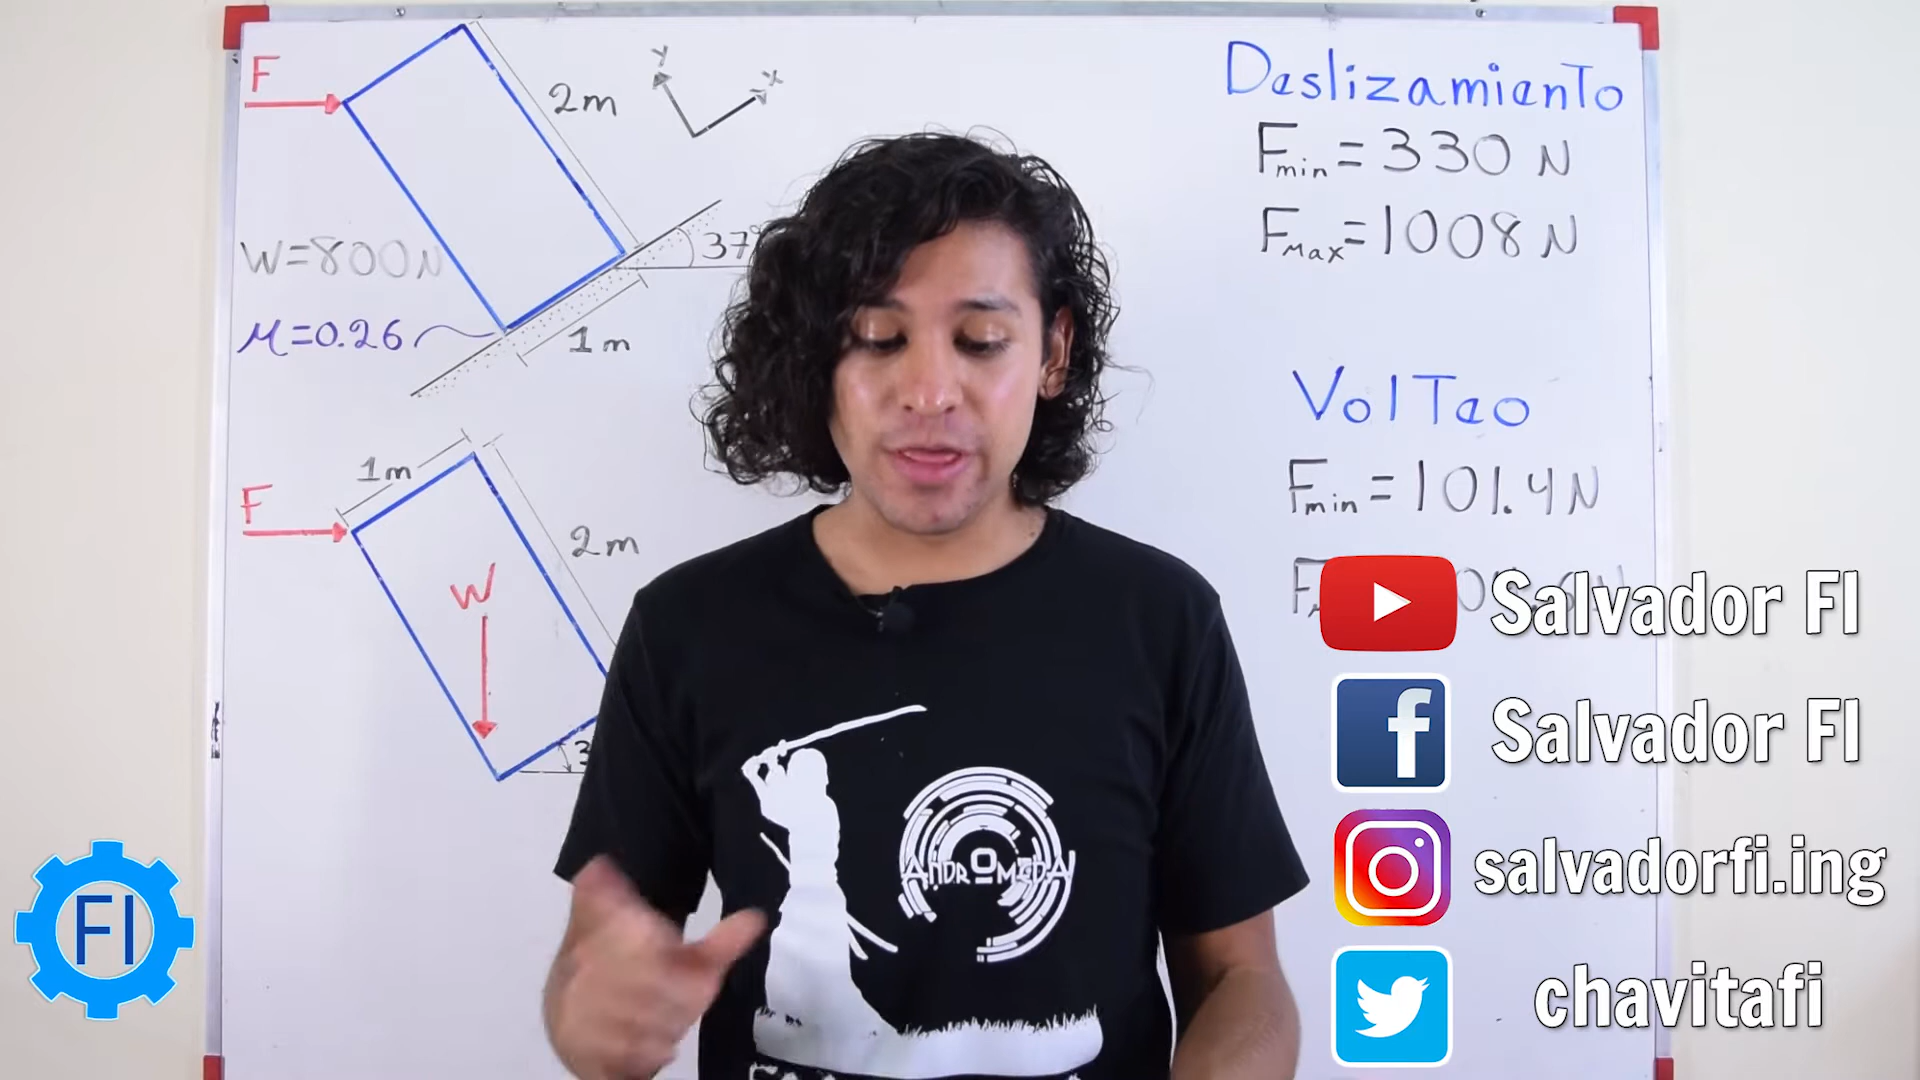 F
2m
Y
X
37°
W=800N
μ=0.26
1m
Deslizamiento
Fmin=330 N
FMax=1008 N
1m
F
2m
W
3
VolTeo
Fmin=101.4N
Salvador FI
Salvador FI
salvadorfi.ing
chavitafi
FI
ANDROMEDA